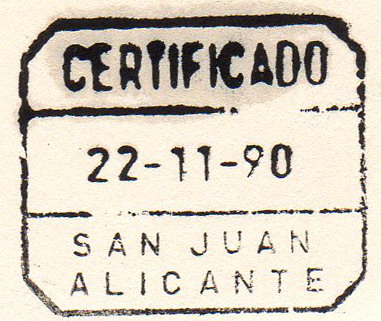 CERTIFICADO
22-11-90
SAN JUAN
ALICANTE